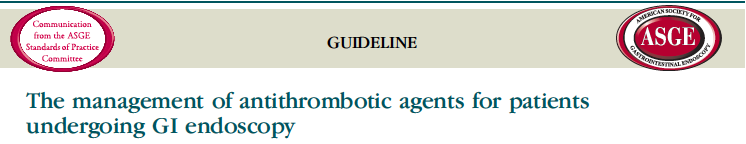 Communication
from the ASGE
Standards of Practice
Committee
GUIDELINE
AMERICAN SOCIETY FOR
ASGE
GASTROINTESTINAL ENDOSCOPY
The management of antithrombotic agents for patients
undergoing GI endoscopy